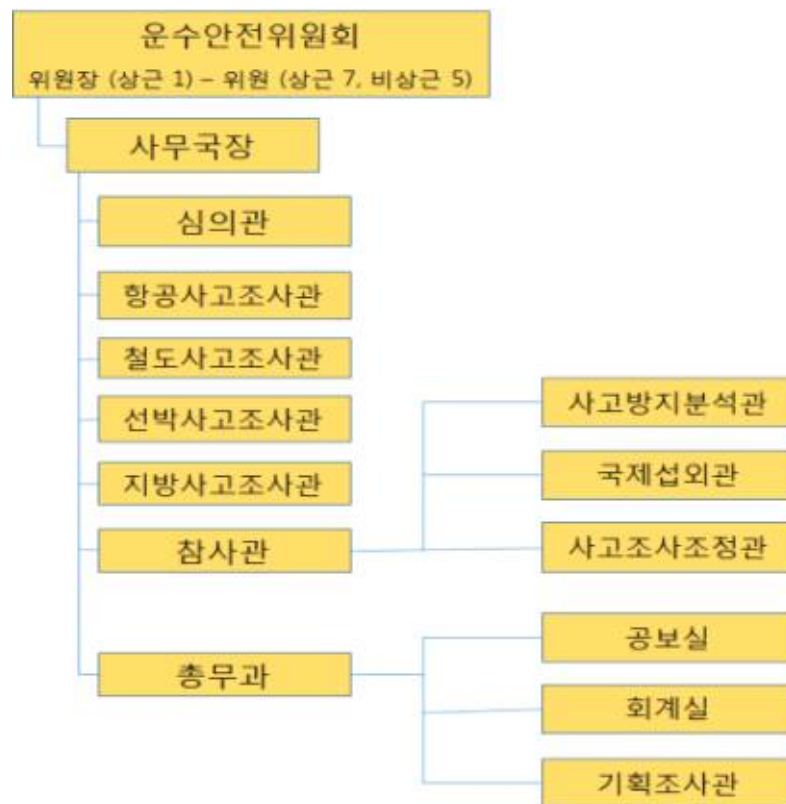 운수안전위원회
위원장 (상근 1) – 위원 (상근 7, 비상근 5)
사무국장
심의관
항공사고조사관
철도사고조사관
선박사고조사관
지방사고조사관
참사관
사고방지분석관
국제섭외관
사고조사조정관
총무과
공보실
회계실
기획조사관